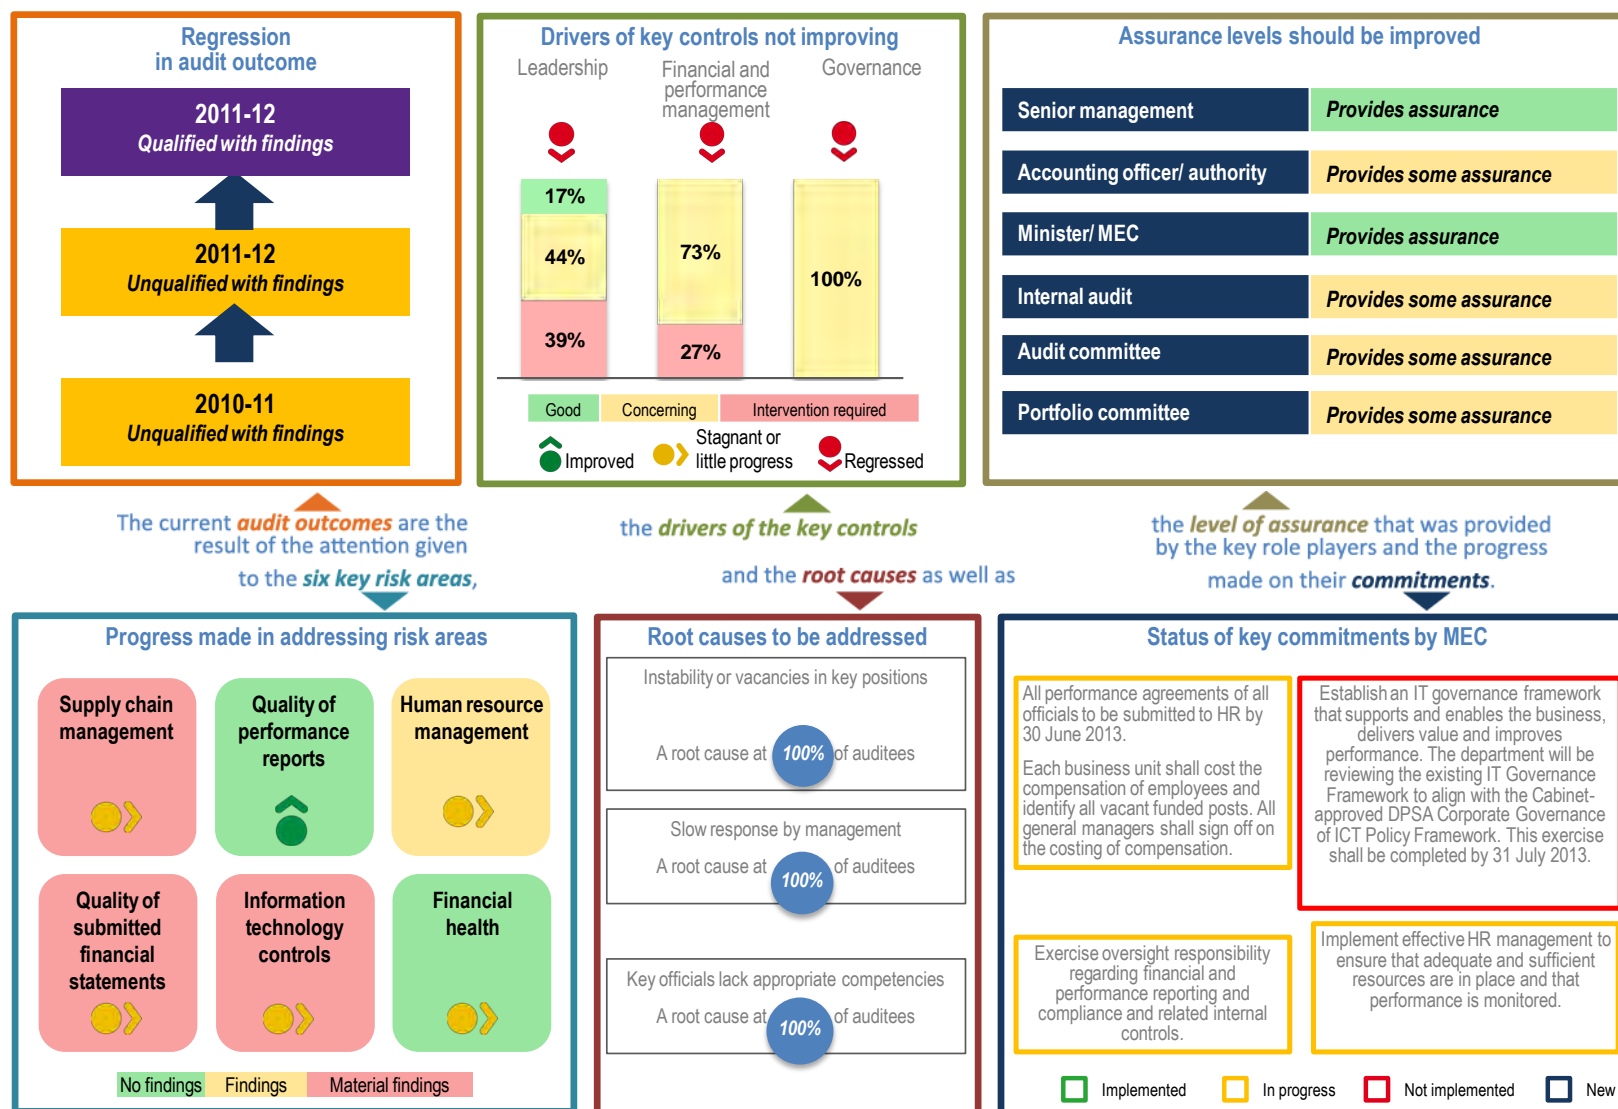 Regression
in audit outcome
2011-12
Qualified with findings
2011-12
Unqualified with findings
2010-11
Unqualified with findings
Drivers of key controls not improving
Leadership
Financial and
performance
management
Governance
17%
44%
39%
73%
27%
100%
Good
Concerning
Intervention required
Improved
Stagnant or
little progress
Regressed
Assurance levels should be improved
Senior management
Provides assurance
Accounting officer/ authority
Provides some assurance
Minister/ MEC
Provides assurance
Internal audit
Provides some assurance
Audit committee
Provides some assurance
Portfolio committee
Provides some assurance
The current audit outcomes are the
result of the attention given
to the six key risk areas,
the drivers of the key controls
and the root causes as well as
the level of assurance that was provided
by the key role players and the progress
made on their commitments.
Progress made in addressing risk areas
Supply chain
management
Quality of
performance
reports
Human resource
management
Quality of
submitted
financial
statements
Information
technology
controls
Financial
health
No findings
Findings
Material findings
Root causes to be addressed
Instability or vacancies in key positions
A root cause at 100% of auditees
Slow response by management
A root cause at 100% of auditees
Key officials lack appropriate competencies
A root cause at 100% of auditees
Status of key commitments by MEC
All performance agreements of all
officials to be submitted to HR by
30 June 2013.
Each business unit shall cost the
compensation of employees and
identify all vacant funded posts. All
general managers shall sign off on
the costing of compensation.
Establish an IT governance framework
that supports and enables the business,
delivers value and improves
performance. The department will be
reviewing the existing IT Governance
Framework to align with the Cabinet-
approved DPSA Corporate Governance
of ICT Policy Framework. This exercise
shall be completed by 31 July 2013.
Exercise oversight responsibility
regarding financial and
performance reporting and
compliance and related internal
controls.
Implement effective HR management to
ensure that adequate and sufficient
resources are in place and that
performance is monitored.
Implemented
In progress
Not implemented
New